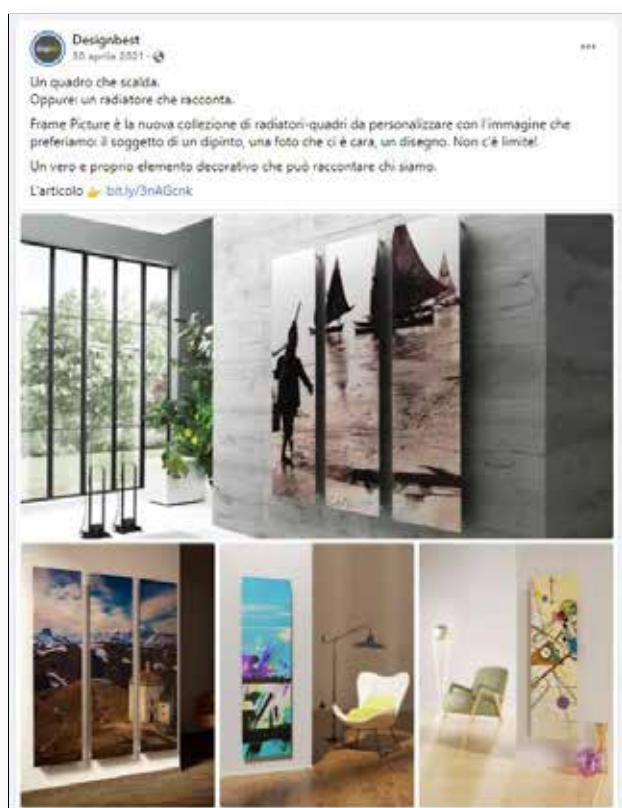 Designbest
30 aprile 2021
Un quadro che scalda.
Oppure: un radiatore che racconta.
Frame Picture è la nuova collezione di radiatori-quadri da personalizzare con l'immagine che
preferiamo: il soggetto di un dipinto, una foto che ci è cara, un disegno. Non c'è limite!
Un vero e proprio elemento decorativo che può raccontare chi siamo.
L'articolo 👉 bit.ly/3nAGcnk